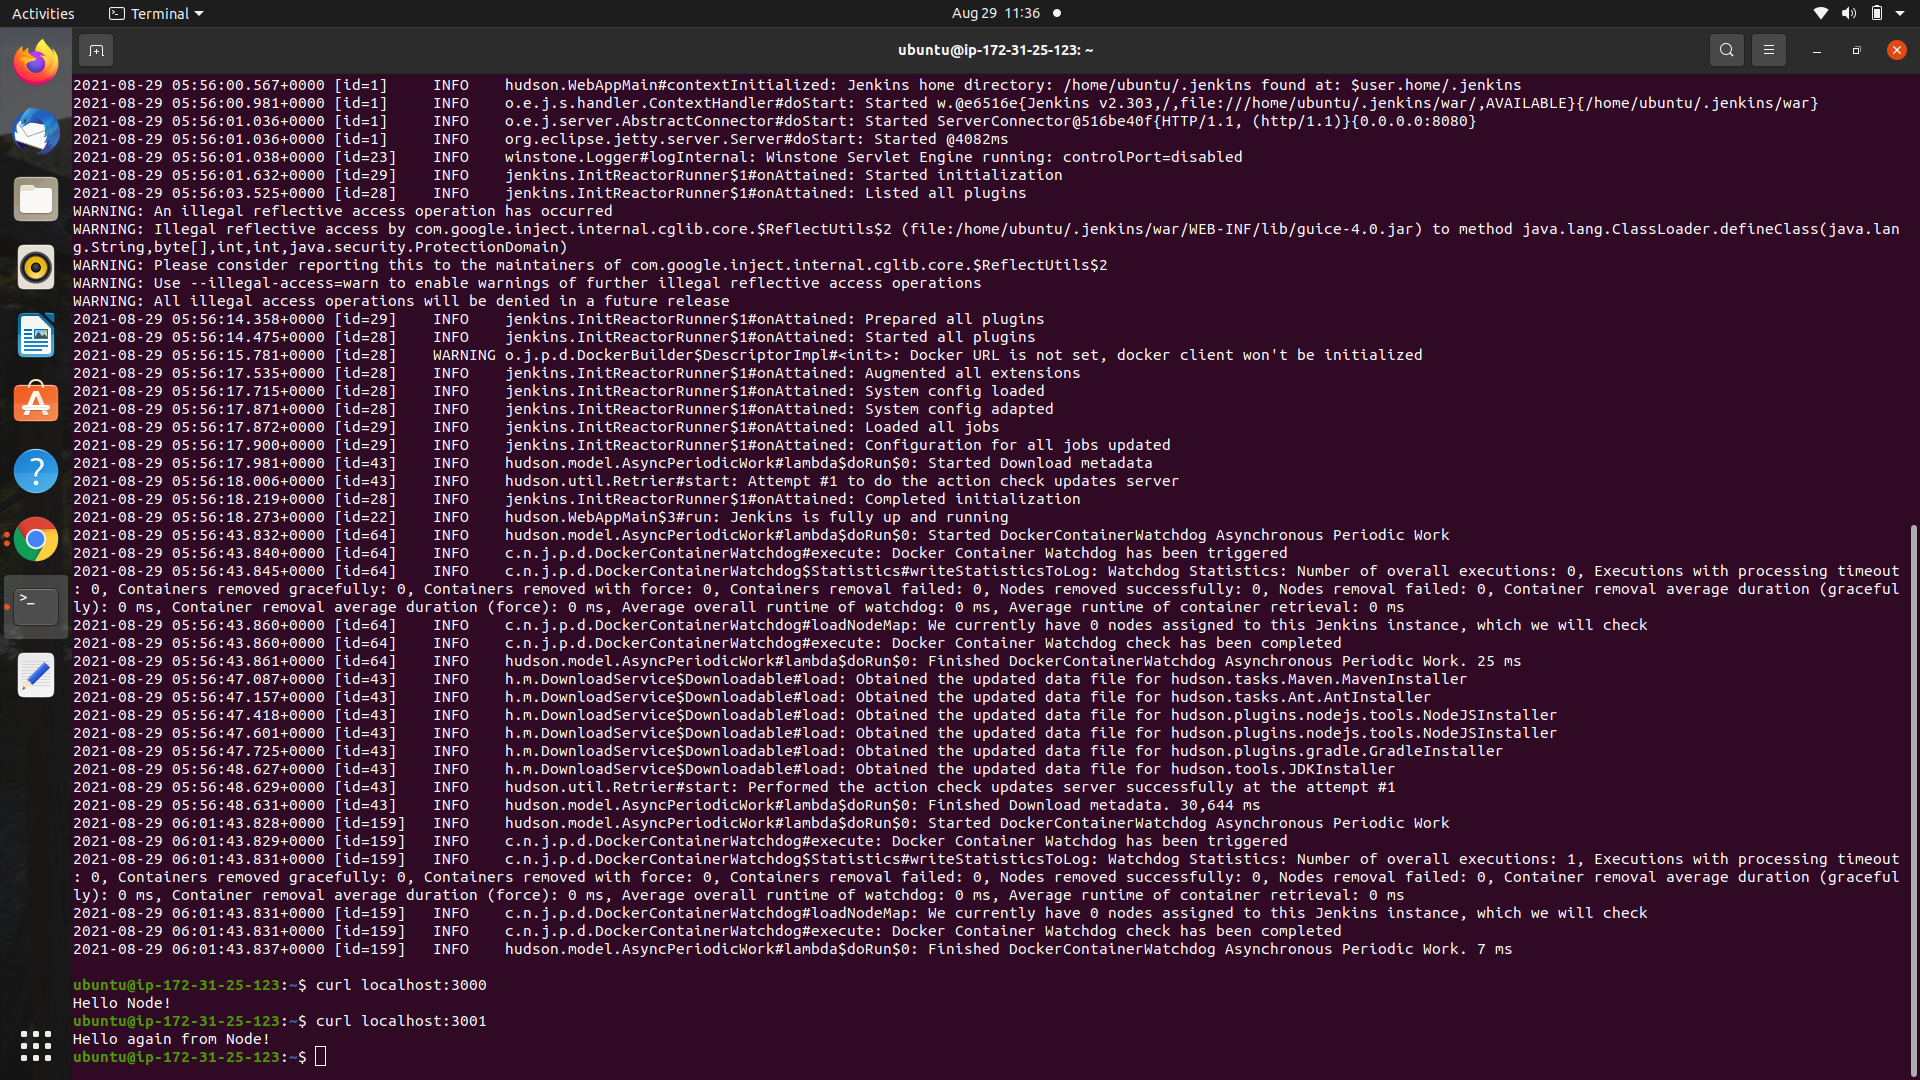 Activities
Terminal
Aug 29 11:36
ubuntu@ip-172-31-25-123: ~
2021-08-29 05:56:00.567+0000 [id=1] INFO hudson.WebAppMain#contextInitialized: Jenkins home directory: /home/ubuntu/.jenkins found at: $user.home/.jenkins
2021-08-29 05:56:00.981+0000 [id=1] INFO o.e.j.s.handler.ContextHandler#doStart: Started w.@e6516e{Jenkins v2.303,/,file:///home/ubuntu/.jenkins/war/,AVAILABLE}{/home/ubuntu/.jenkins/war}
2021-08-29 05:56:01.036+0000 [id=1] INFO o.e.j.server.AbstractConnector#doStart: Started ServerConnector@516be40f{HTTP/1.1, (http/1.1)}{0.0.0.0:8080}
2021-08-29 05:56:01.036+0000 [id=1] INFO org.eclipse.jetty.server.Server#doStart: Started @4082ms
2021-08-29 05:56:01.038+0000 [id=23] INFO winstone.Logger#logInternal: Winstone Servlet Engine running: controlPort=disabled
2021-08-29 05:56:01.632+0000 [id=29] INFO jenkins.InitReactorRunner$1#onAttained: Started initialization
2021-08-29 05:56:03.525+0000 [id=28] INFO jenkins.InitReactorRunner$1#onAttained: Listed all plugins
WARNING: An illegal reflective access operation has occurred
WARNING: Illegal reflective access by com.google.inject.internal.cglib.core.$ReflectUtils$2 (file:/home/ubuntu/.jenkins/war/WEB-INF/lib/guice-4.0.jar) to method java.lang.ClassLoader.defineClass(java.lan
g.String,byte[],int,int,java.security.ProtectionDomain)
WARNING: Please consider reporting this to the maintainers of com.google.inject.internal.cglib.core.$ReflectUtils$2
WARNING: Use --illegal-access=warn to enable warnings of further illegal reflective access operations
WARNING: All illegal access operations will be denied in a future release
2021-08-29 05:56:14.358+0000 [id=29] INFO jenkins.InitReactorRunner$1#onAttained: Prepared all plugins
2021-08-29 05:56:14.475+0000 [id=28] INFO jenkins.InitReactorRunner$1#onAttained: Started all plugins
2021-08-29 05:56:15.781+0000 [id=28] WARNING o.j.p.d.DockerBuilder$DescriptorImpl#<init>: Docker URL is not set, docker client won't be initialized
2021-08-29 05:56:17.535+0000 [id=28] INFO jenkins.InitReactorRunner$1#onAttained: Augmented all extensions
2021-08-29 05:56:17.715+0000 [id=28] INFO jenkins.InitReactorRunner$1#onAttained: System config loaded
2021-08-29 05:56:17.871+0000 [id=28] INFO jenkins.InitReactorRunner$1#onAttained: System config adapted
2021-08-29 05:56:17.872+0000 [id=29] INFO jenkins.InitReactorRunner$1#onAttained: Loaded all jobs
2021-08-29 05:56:17.900+0000 [id=29] INFO jenkins.InitReactorRunner$1#onAttained: Configuration for all jobs updated
2021-08-29 05:56:17.981+0000 [id=43] INFO hudson.model.AsyncPeriodicWork#lambda$doRun$0: Started Download metadata
2021-08-29 05:56:18.006+0000 [id=43] INFO hudson.util.Retrier#start: Attempt #1 to do the action check updates server
2021-08-29 05:56:18.219+0000 [id=28] INFO jenkins.InitReactorRunner$1#onAttained: Completed initialization
2021-08-29 05:56:18.273+0000 [id=22] INFO hudson.WebAppMain$3#run: Jenkins is fully up and running
2021-08-29 05:56:43.832+0000 [id=64] INFO hudson.model.AsyncPeriodicWork#lambda$doRun$0: Started DockerContainerWatchdog Asynchronous Periodic Work
2021-08-29 05:56:43.840+0000 [id=64] INFO c.n.j.p.d.DockerContainerWatchdog#execute: Docker Container Watchdog has been triggered
2021-08-29 05:56:43.845+0000 [id=64] INFO c.n.j.p.d.DockerContainerWatchdog$Statistics#writeStatisticsToLog: Watchdog Statistics: Number of overall executions: 0, Executions with processing timeout
: 0, Containers removed gracefully: 0, Containers removed with force: 0, Containers removal failed: 0, Nodes removed successfully: 0, Nodes removal failed: 0, Container removal average duration (graceful
ly): 0 ms, Container removal average duration (force): 0 ms, Average overall runtime of watchdog: 0 ms, Average runtime of container retrieval: 0 ms
2021-08-29 05:56:43.860+0000 [id=64] INFO c.n.j.p.d.DockerContainerWatchdog#loadNodeMap: We currently have 0 nodes assigned to this Jenkins instance, which we will check
2021-08-29 05:56:43.860+0000 [id=64] INFO c.n.j.p.d.DockerContainerWatchdog#execute: Docker Container Watchdog check has been completed
2021-08-29 05:56:43.861+0000 [id=64] INFO hudson.model.AsyncPeriodicWork#lambda$doRun$0: Finished DockerContainerWatchdog Asynchronous Periodic Work. 25 ms
2021-08-29 05:56:47.087+0000 [id=43] INFO h.m.DownloadService$Downloadable#load: Obtained the updated data file for hudson.tasks.Maven.MavenInstaller
2021-08-29 05:56:47.157+0000 [id=43] INFO h.m.DownloadService$Downloadable#load: Obtained the updated data file for hudson.tasks.Ant.AntInstaller
2021-08-29 05:56:47.418+0000 [id=43] INFO h.m.DownloadService$Downloadable#load: Obtained the updated data file for hudson.plugins.nodejs.tools.NodeJSInstaller
2021-08-29 05:56:47.601+0000 [id=43] INFO h.m.DownloadService$Downloadable#load: Obtained the updated data file for hudson.plugins.nodejs.tools.NodeJSInstaller
2021-08-29 05:56:47.725+0000 [id=43] INFO h.m.DownloadService$Downloadable#load: Obtained the updated data file for hudson.plugins.gradle.GradleInstaller
2021-08-29 05:56:48.627+0000 [id=43] INFO h.m.DownloadService$Downloadable#load: Obtained the updated data file for hudson.tools.JDKInstaller
2021-08-29 05:56:48.629+0000 [id=43] INFO hudson.util.Retrier#start: Performed the action check updates server successfully at the attempt #1
2021-08-29 05:56:48.631+0000 [id=43] INFO hudson.model.AsyncPeriodicWork#lambda$doRun$0: Finished Download metadata. 30,644 ms
2021-08-29 06:01:43.828+0000 [id=159] INFO hudson.model.AsyncPeriodicWork#lambda$doRun$0: Started DockerContainerWatchdog Asynchronous Periodic Work
2021-08-29 06:01:43.829+0000 [id=159] INFO c.n.j.p.d.DockerContainerWatchdog#execute: Docker Container Watchdog has been triggered
2021-08-29 06:01:43.831+0000 [id=159] INFO c.n.j.p.d.DockerContainerWatchdog$Statistics#writeStatisticsToLog: Watchdog Statistics: Number of overall executions: 1, Executions with processing timeout
: 0, Containers removed gracefully: 0, Containers removed with force: 0, Containers removal failed: 0, Nodes removed successfully: 0, Nodes removal failed: 0, Container removal average duration (graceful
ly): 0 ms, Container removal average duration (force): 0 ms, Average overall runtime of watchdog: 0 ms, Average runtime of container retrieval: 0 ms
2021-08-29 06:01:43.831+0000 [id=159] INFO c.n.j.p.d.DockerContainerWatchdog#loadNodeMap: We currently have 0 nodes assigned to this Jenkins instance, which we will check
2021-08-29 06:01:43.831+0000 [id=159] INFO c.n.j.p.d.DockerContainerWatchdog#execute: Docker Container Watchdog check has been completed
2021-08-29 06:01:43.837+0000 [id=159] INFO hudson.model.AsyncPeriodicWork#lambda$doRun$0: Finished DockerContainerWatchdog Asynchronous Periodic Work. 7 ms
ubuntu@ip-172-31-25-123:~$ curl localhost:3000
Hello Node!
ubuntu@ip-172-31-25-123:~$ curl localhost:3001
Hello again from Node!
ubuntu@ip-172-31-25-123:~$